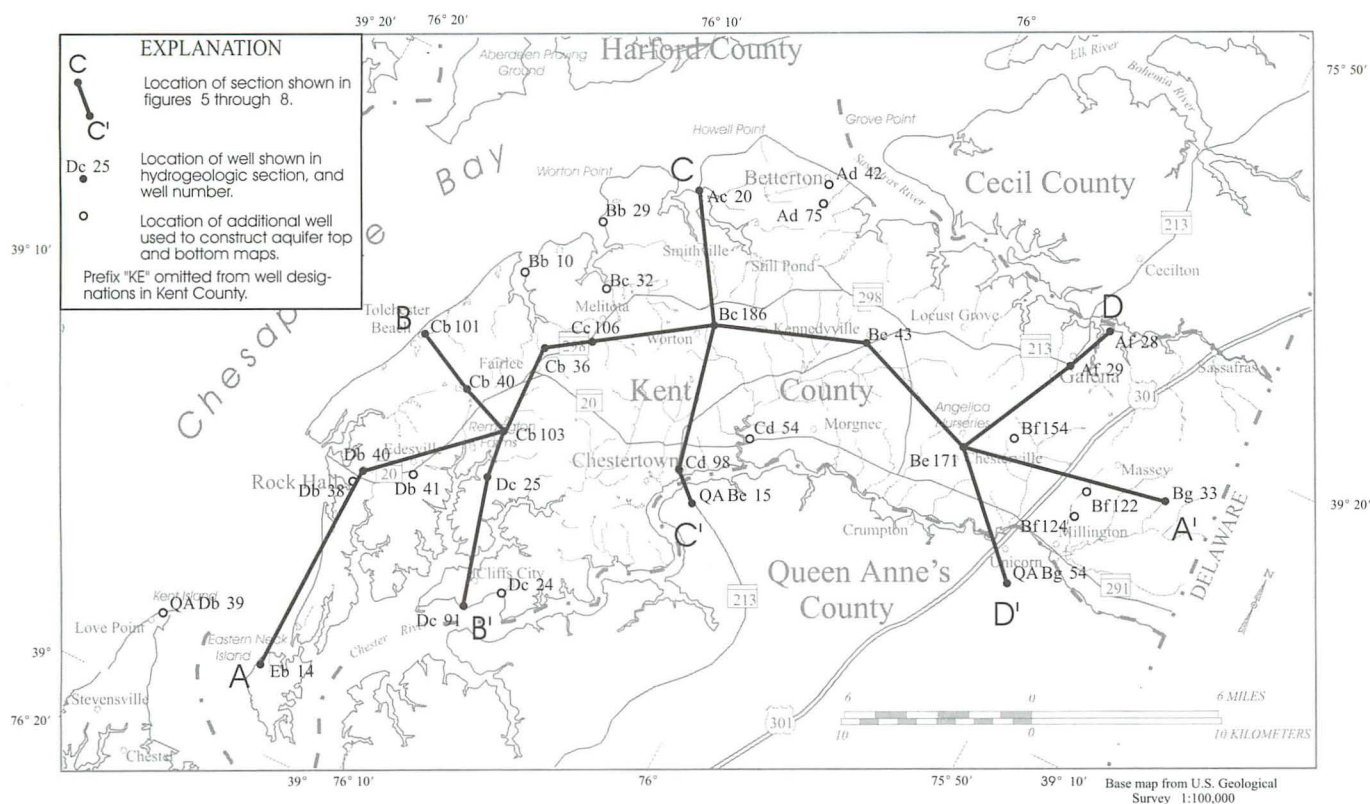 39° 20'
76° 20'
76° 10'
76°
EXPLANATION
C
C'
Location of section shown in
figures 5 through 8.
Dc 25
Location of well shown in
hydrogeologic section, and
well number.
Location of additional well
used to construct aquifer top
and bottom maps.
Prefix "KE" omitted from well desig-
nations in Kent County.
Aberdeen Proving
Ground
Harford County
Elk River
Bohemia River
75° 50'
Chesapeake
Bay
Howell Point
Grove Point
Worton Point
C
Betterton
Ad 42
Sassafras River
Cecil County
Ac 20
Ad 75
Bb 29
213
39° 10'
Smithville
Still Pond
Cecilton
Bb 10
Bc 32
Melitota
298
Tolchester
Beach
B
Cb 101
Cc 106
Bc 186
Kennedyville
Be 43
Locust Grove
D
Af 28
298
Worton
213
Fairlee
Cb 36
Af 29
Galena
Sassafras
Cb 40
Kent
County
301
20
Angelica
Nurseries
Remington
Farms
Cb 103
Cd 54
Morgnec
Bf 154
Edesville
Db 40
Chestertown
Cd 98
Be 171
Chesterville
Massey
Rock Hall
20
Db 38
Db 41
Dc 25
QA Be 15
Bf 122
Bg 33
39° 20'
C'
Crumpton
Bf 124
Millington
A'
Unicorn
DELAWARE
Cliffs City
Dc 24
Queen Anne's
County
QA Bg 54
291
Kent Island
QA Db 39
213
D'
N
Love Point
Dc 91
B'
Eastern Neck
Island
Chester River
39°
A
Eb 14
Stevensville
6
0
6 MILES
76° 20'
301
10
0
10 KILOMETERS
Chester
39° 10'
76° 10'
76°
75° 50'
39° 10'
Base map from U.S. Geological
Survey 1:100,000